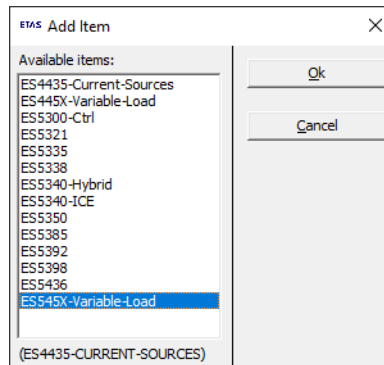 ETAS Add Item
Available items:
ES4435-Current-Sources
ES445X-Variable-Load
ES5300-Ctrl
ES5321
ES5335
ES5338
ES5340-Hybrid
ES5340-ICE
ES5350
ES5385
ES5392
ES5398
ES5436
ES545X-Variable-Load
(ES4435-CURRENT-SOURCES)
Ok
Cancel